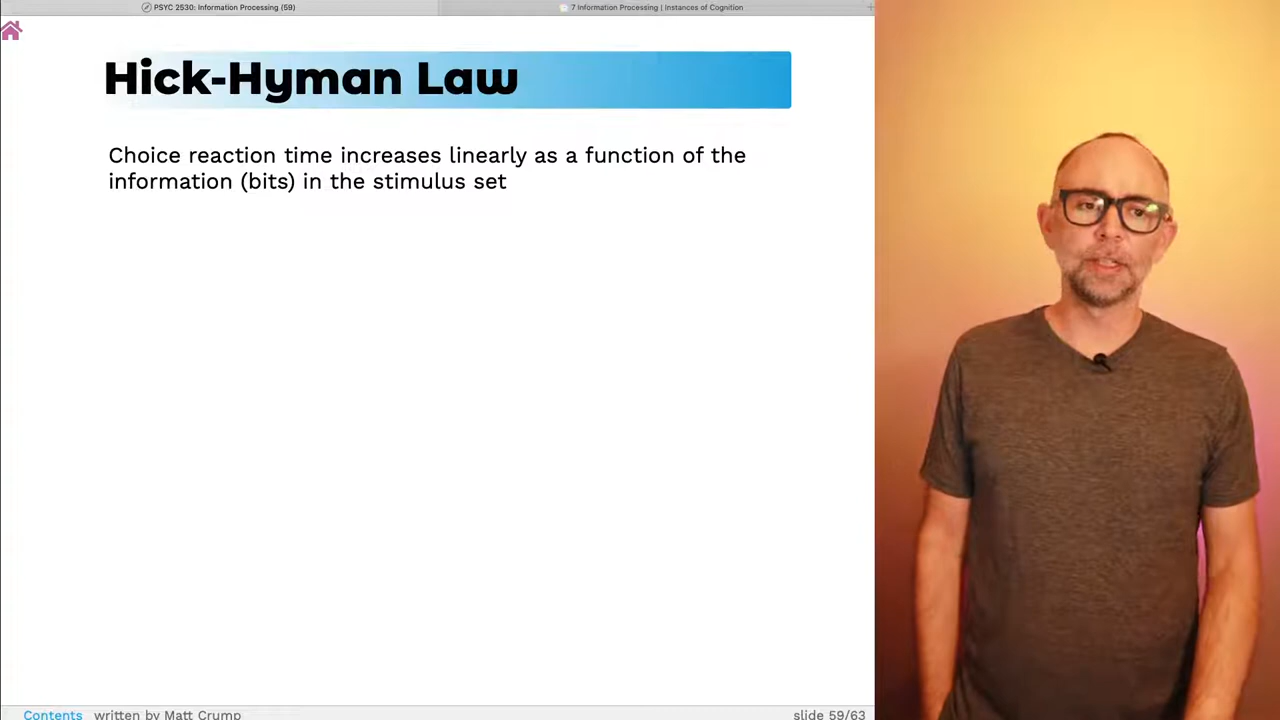 PSYC 2530: Information Processing (59)
7 Information Processing | Instances of Cognition
Hick-Hyman Law
Choice reaction time increases linearly as a function of the
information (bits) in the stimulus set
Contents written by Matt Crump
slide 59/63